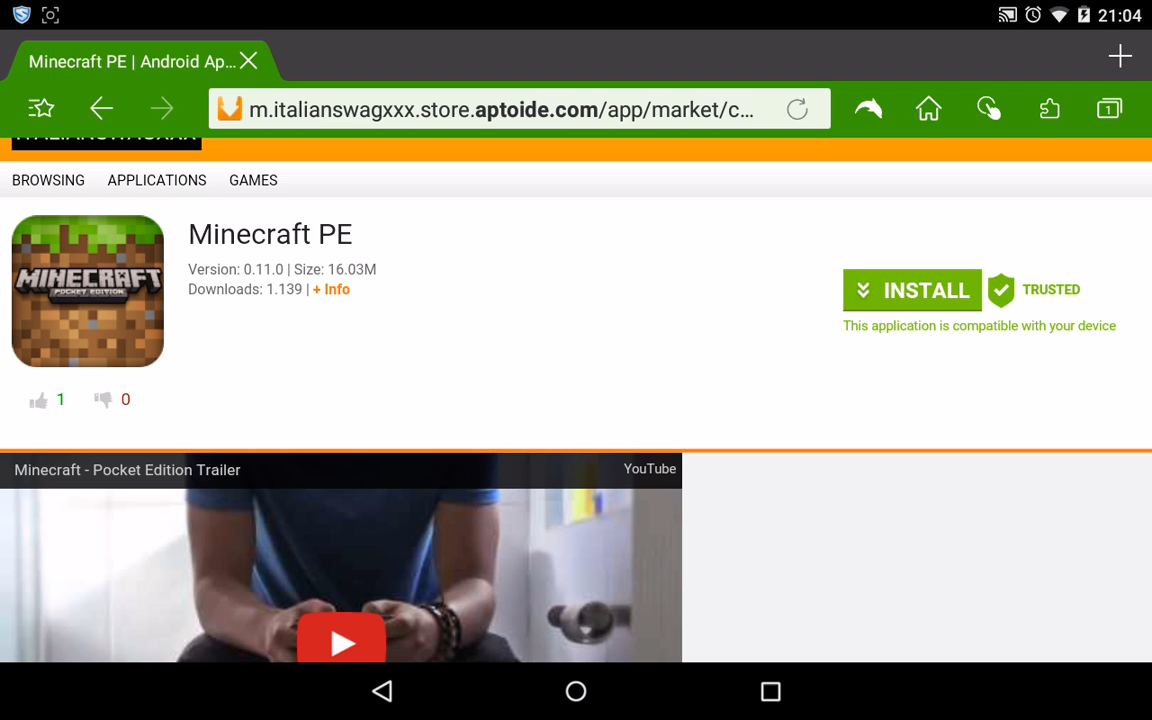 21:04
Minecraft PE | Android Ap...
m.italianswagxxx.store.aptoide.com/app/market/c...
1
ITALIANSWAGXXX
BROWSING APPLICATIONS GAMES
MINECRAFT
POCKET EDITION
Minecraft PE
Version: 0.11.0 | Size: 16.03M
Downloads: 1.139 | + Info
INSTALL TRUSTED
This application is compatible with your device
1 0
Minecraft - Pocket Edition Trailer YouTube